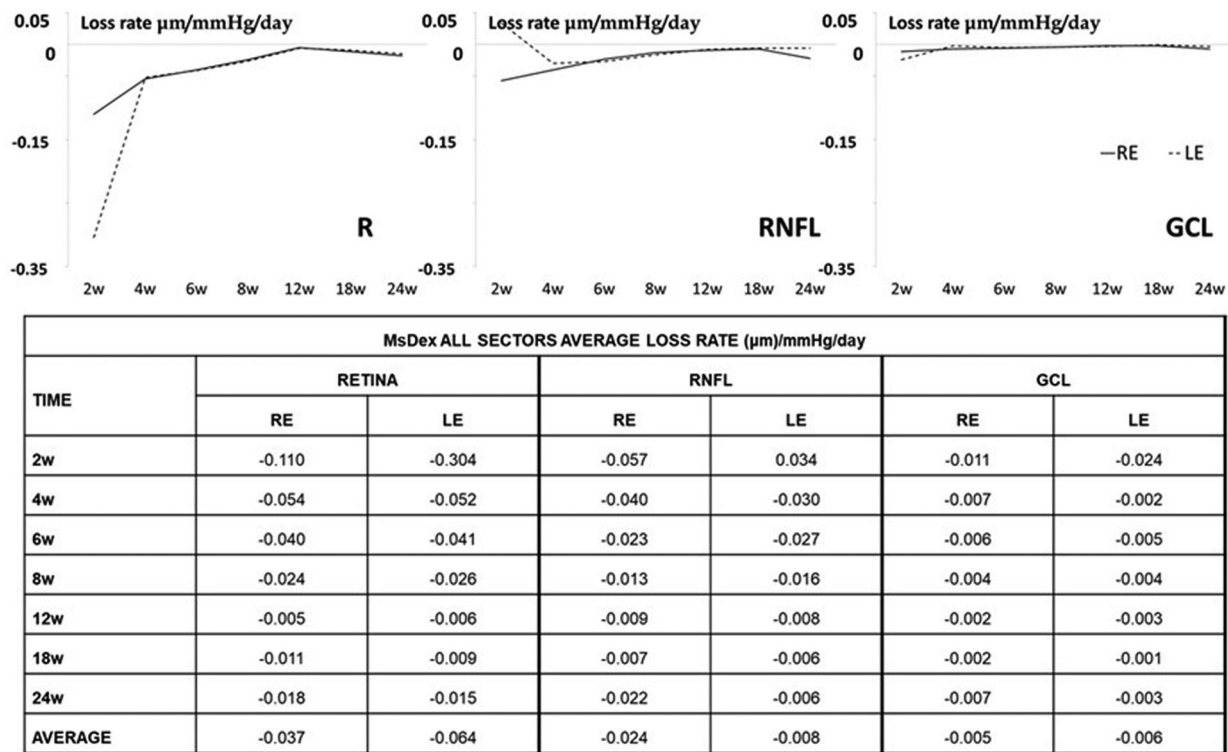 Loss rate µm/mmHg/day
0.05
0
-0.15
-0.35
R
2w 4w 6w 8w 12w 18w 24w
Loss rate µm/mmHg/day
0.05
0
-0.15
-0.35
RNFL
2w 4w 6w 8w 12w 18w 24w
Loss rate µm/mmHg/day
0.05
0
-0.15
-0.35
RE LE
GCL
2w 4w 6w 8w 12w 18w 24w
MsDex ALL SECTORS AVERAGE LOSS RATE (µm)/mmHg/day
TIME RETINA RNFL GCL
RE LE RE LE RE LE
2w -0.110 -0.304 -0.057 0.034 -0.011 -0.024
4w -0.054 -0.052 -0.040 -0.030 -0.007 -0.002
6w -0.040 -0.041 -0.023 -0.027 -0.006 -0.005
8w -0.024 -0.026 -0.013 -0.016 -0.004 -0.004
12w -0.005 -0.006 -0.009 -0.008 -0.002 -0.003
18w -0.011 -0.009 -0.007 -0.006 -0.002 -0.001
24w -0.018 -0.015 -0.022 -0.006 -0.007 -0.003
AVERAGE -0.037 -0.064 -0.024 -0.008 -0.005 -0.006